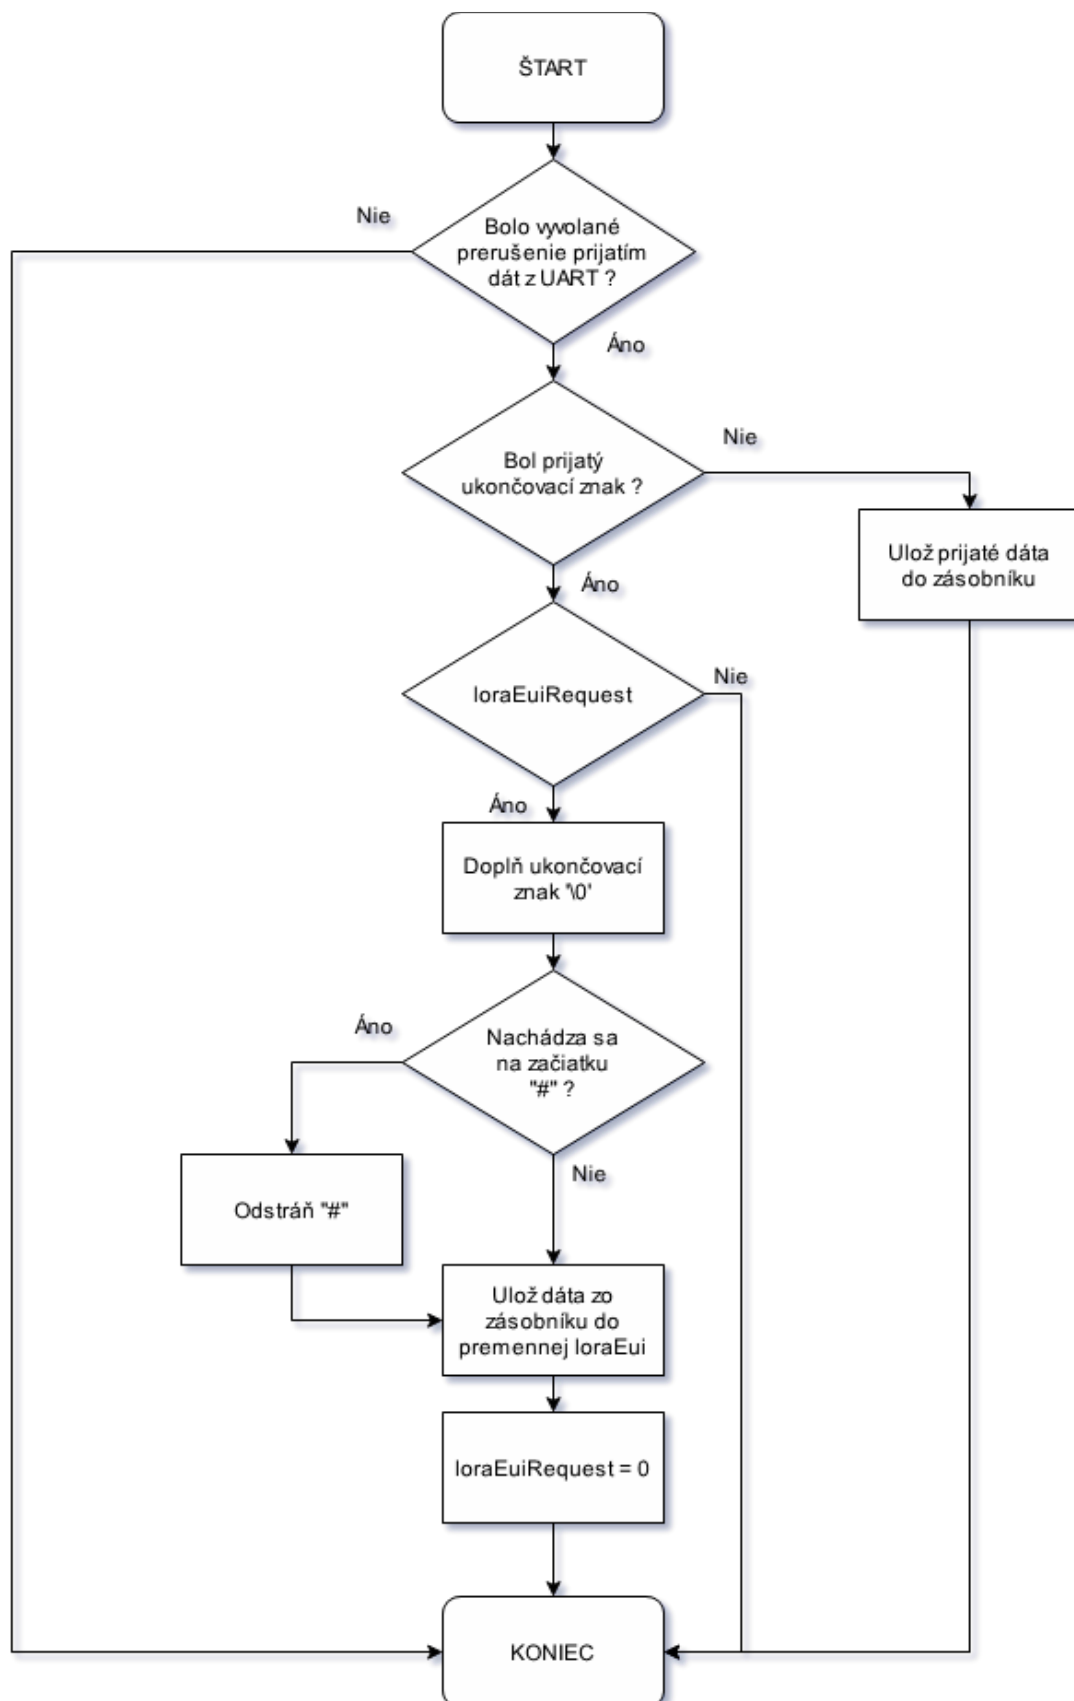 ŠTART
Nie
Bolo vyvolané
prerušenie prijatím
dát z UART ?
Áno
Nie
Bol prijatý
ukončovací znak ?
Ulož prijaté dáta
do zásobníku
Áno
Nie
loraEuiRequest
Áno
Doplň ukončovací
znak '\0'
Áno
Nachádza sa
na začiatku
"#" ?
Nie
Odstráň "#"
Ulož dáta zo
zásobníku do
premennej loraEui
loraEuiRequest = 0
KONIEC